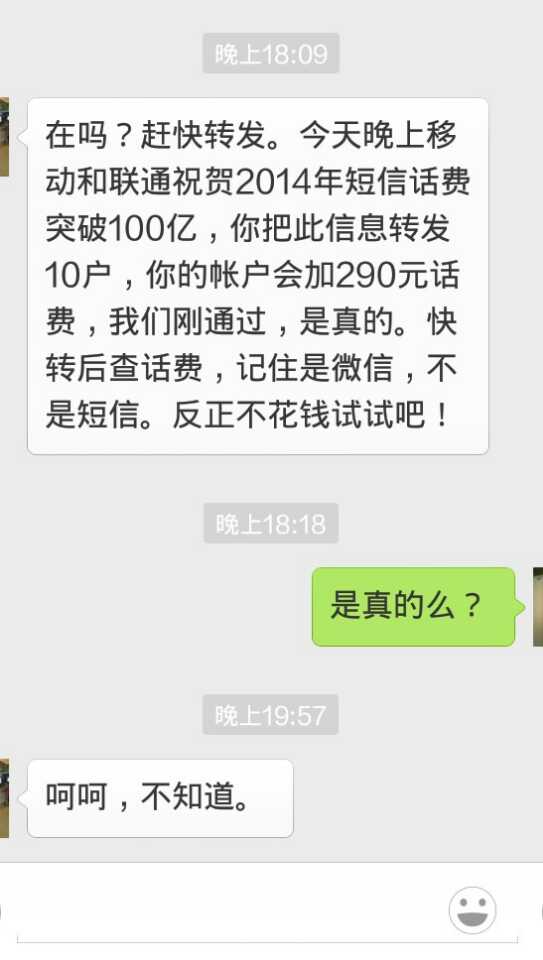 晚上18:09
在吗？赶快转发。今天晚上移
动和联通祝贺2014年短信话费
突破100亿，你把此信息转发
10户，你的帐户会加290元话
费，我们刚通过，是真的。快
转后查话费，记住是微信，不
是短信。反正不花钱试试吧！
晚上18:18
是真的么？
晚上19:57
呵呵，不知道。